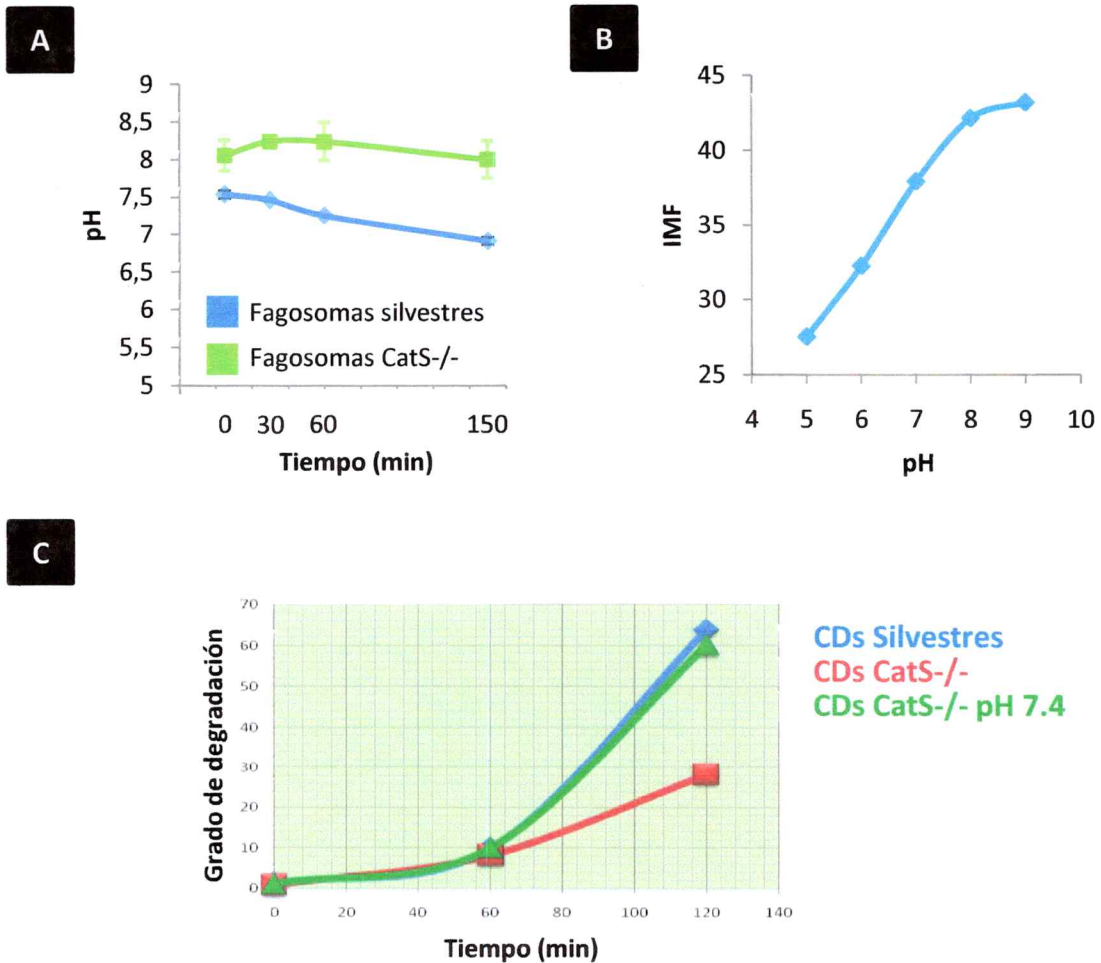 A
9
8,5
8
7,5
7
6,5
6
5,5
5
pH
Fagosomas silvestres
Fagosomas CatS-/-
0 30 60 150
Tiempo (min)
B
45
40
35
30
25
IMF
4 5 6 7 8 9 10
pH
C
70
60
50
40
30
20
10
0
Grado de degradación
0 20 40 60 80 100 120 140
Tiempo (min)
CDs Silvestres
CDs CatS-/-
CDs CatS-/- pH 7.4